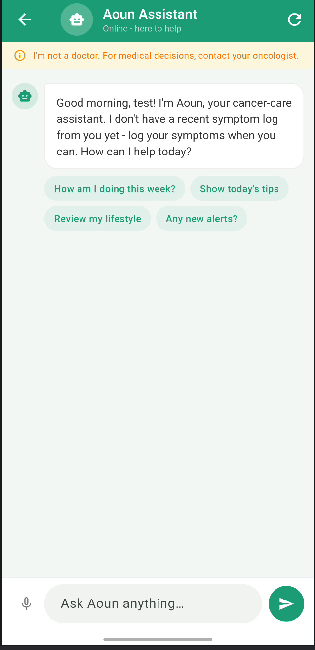 Aoun Assistant
Online - here to help
I'm not a doctor. For medical decisions, contact your oncologist.
Good morning, test! I'm Aoun, your cancer-care
assistant. I don't have a recent symptom log
from you yet - log your symptoms when you
can. How can I help today?
How am I doing this week?
Show today's tips
Review my lifestyle
Any new alerts?
Ask Aoun anything...